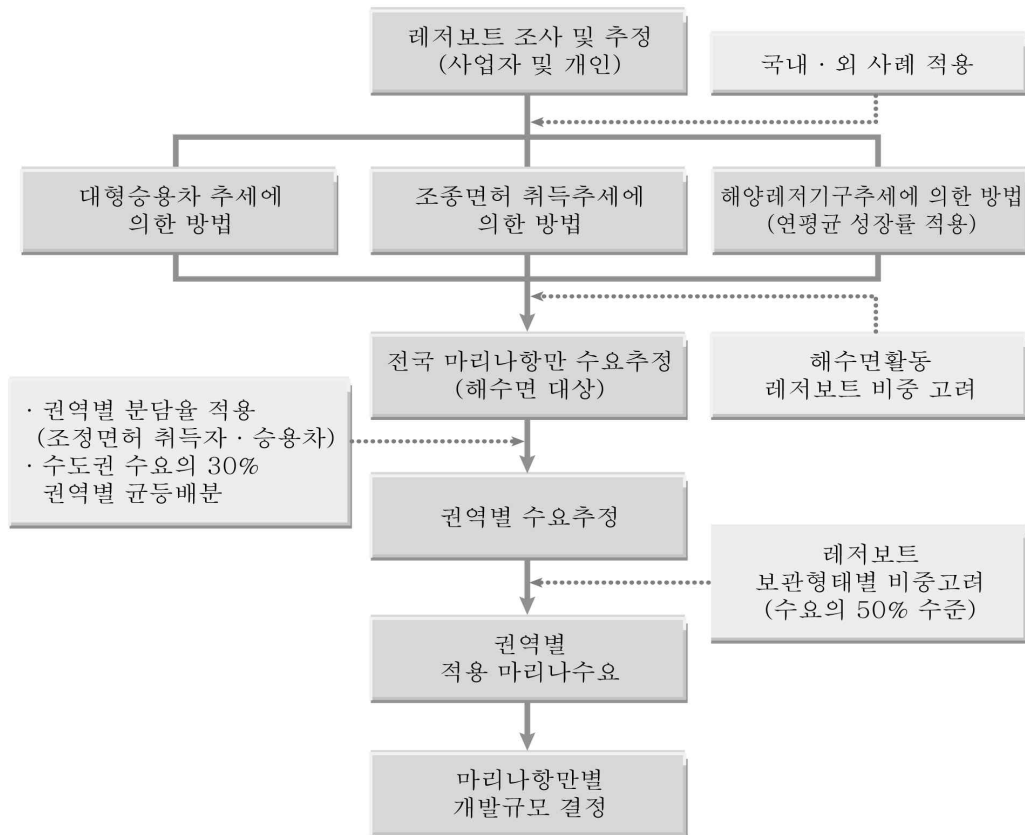 레저보트 조사 및 추정
(사업자 및 개인)
국내 · 외 사례 적용
대형승용차 추세에
의한 방법
조종면허 취득추세에
의한 방법
해양레저기구추세에 의한 방법
(연평균 성장률 적용)
전국 마리나항만 수요추정
(해수면 대상)
해수면활동
레저보트 비중 고려
· 권역별 분담율 적용
(조정면허 취득자 · 승용차)
· 수도권 수요의 30%
권역별 균등배분
권역별 수요추정
레저보트
보관형태별 비중고려
(수요의 50% 수준)
권역별
적용 마리나수요
마리나항만별
개발규모 결정